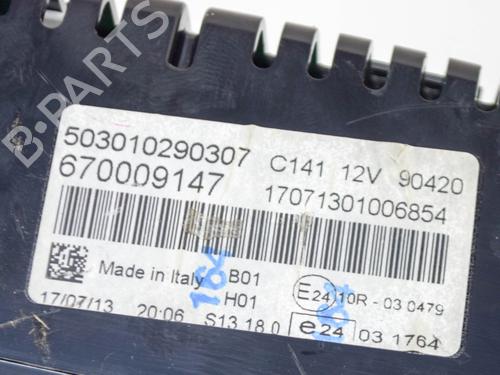 B-PARTS
503010290307 C141 12V 90420
670009147 17071301006854
Made in Italy B01
H01
E24 10R - 03 0479
17/07/13 20:06 S13 18.0 e24 03 1764